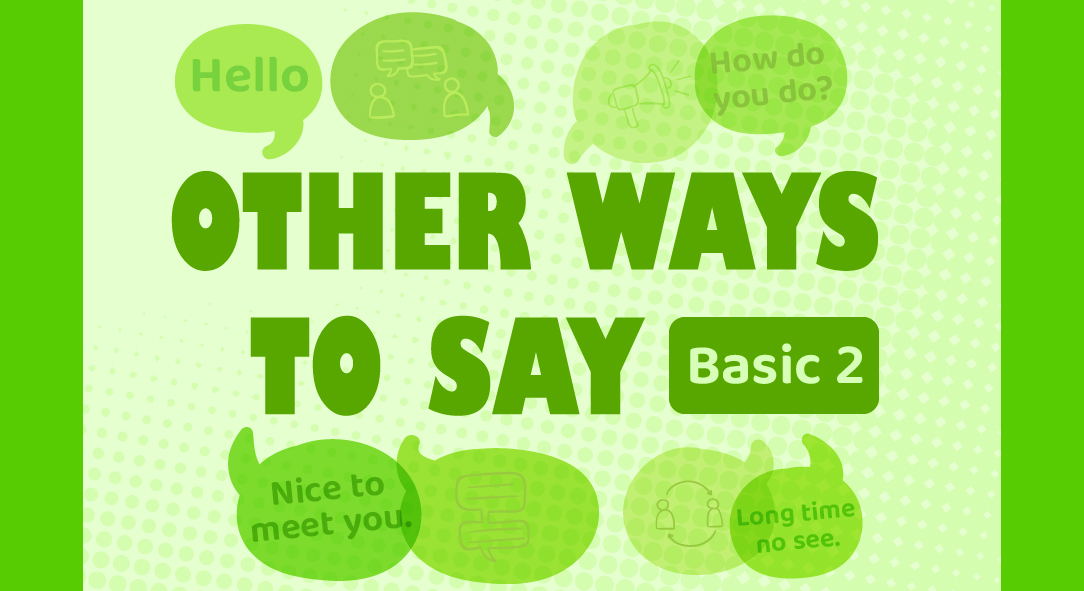 Hello
How do
you do?
OTHER WAYS
TO SAY Basic 2
Nice to
meet you.
Long time
no see.